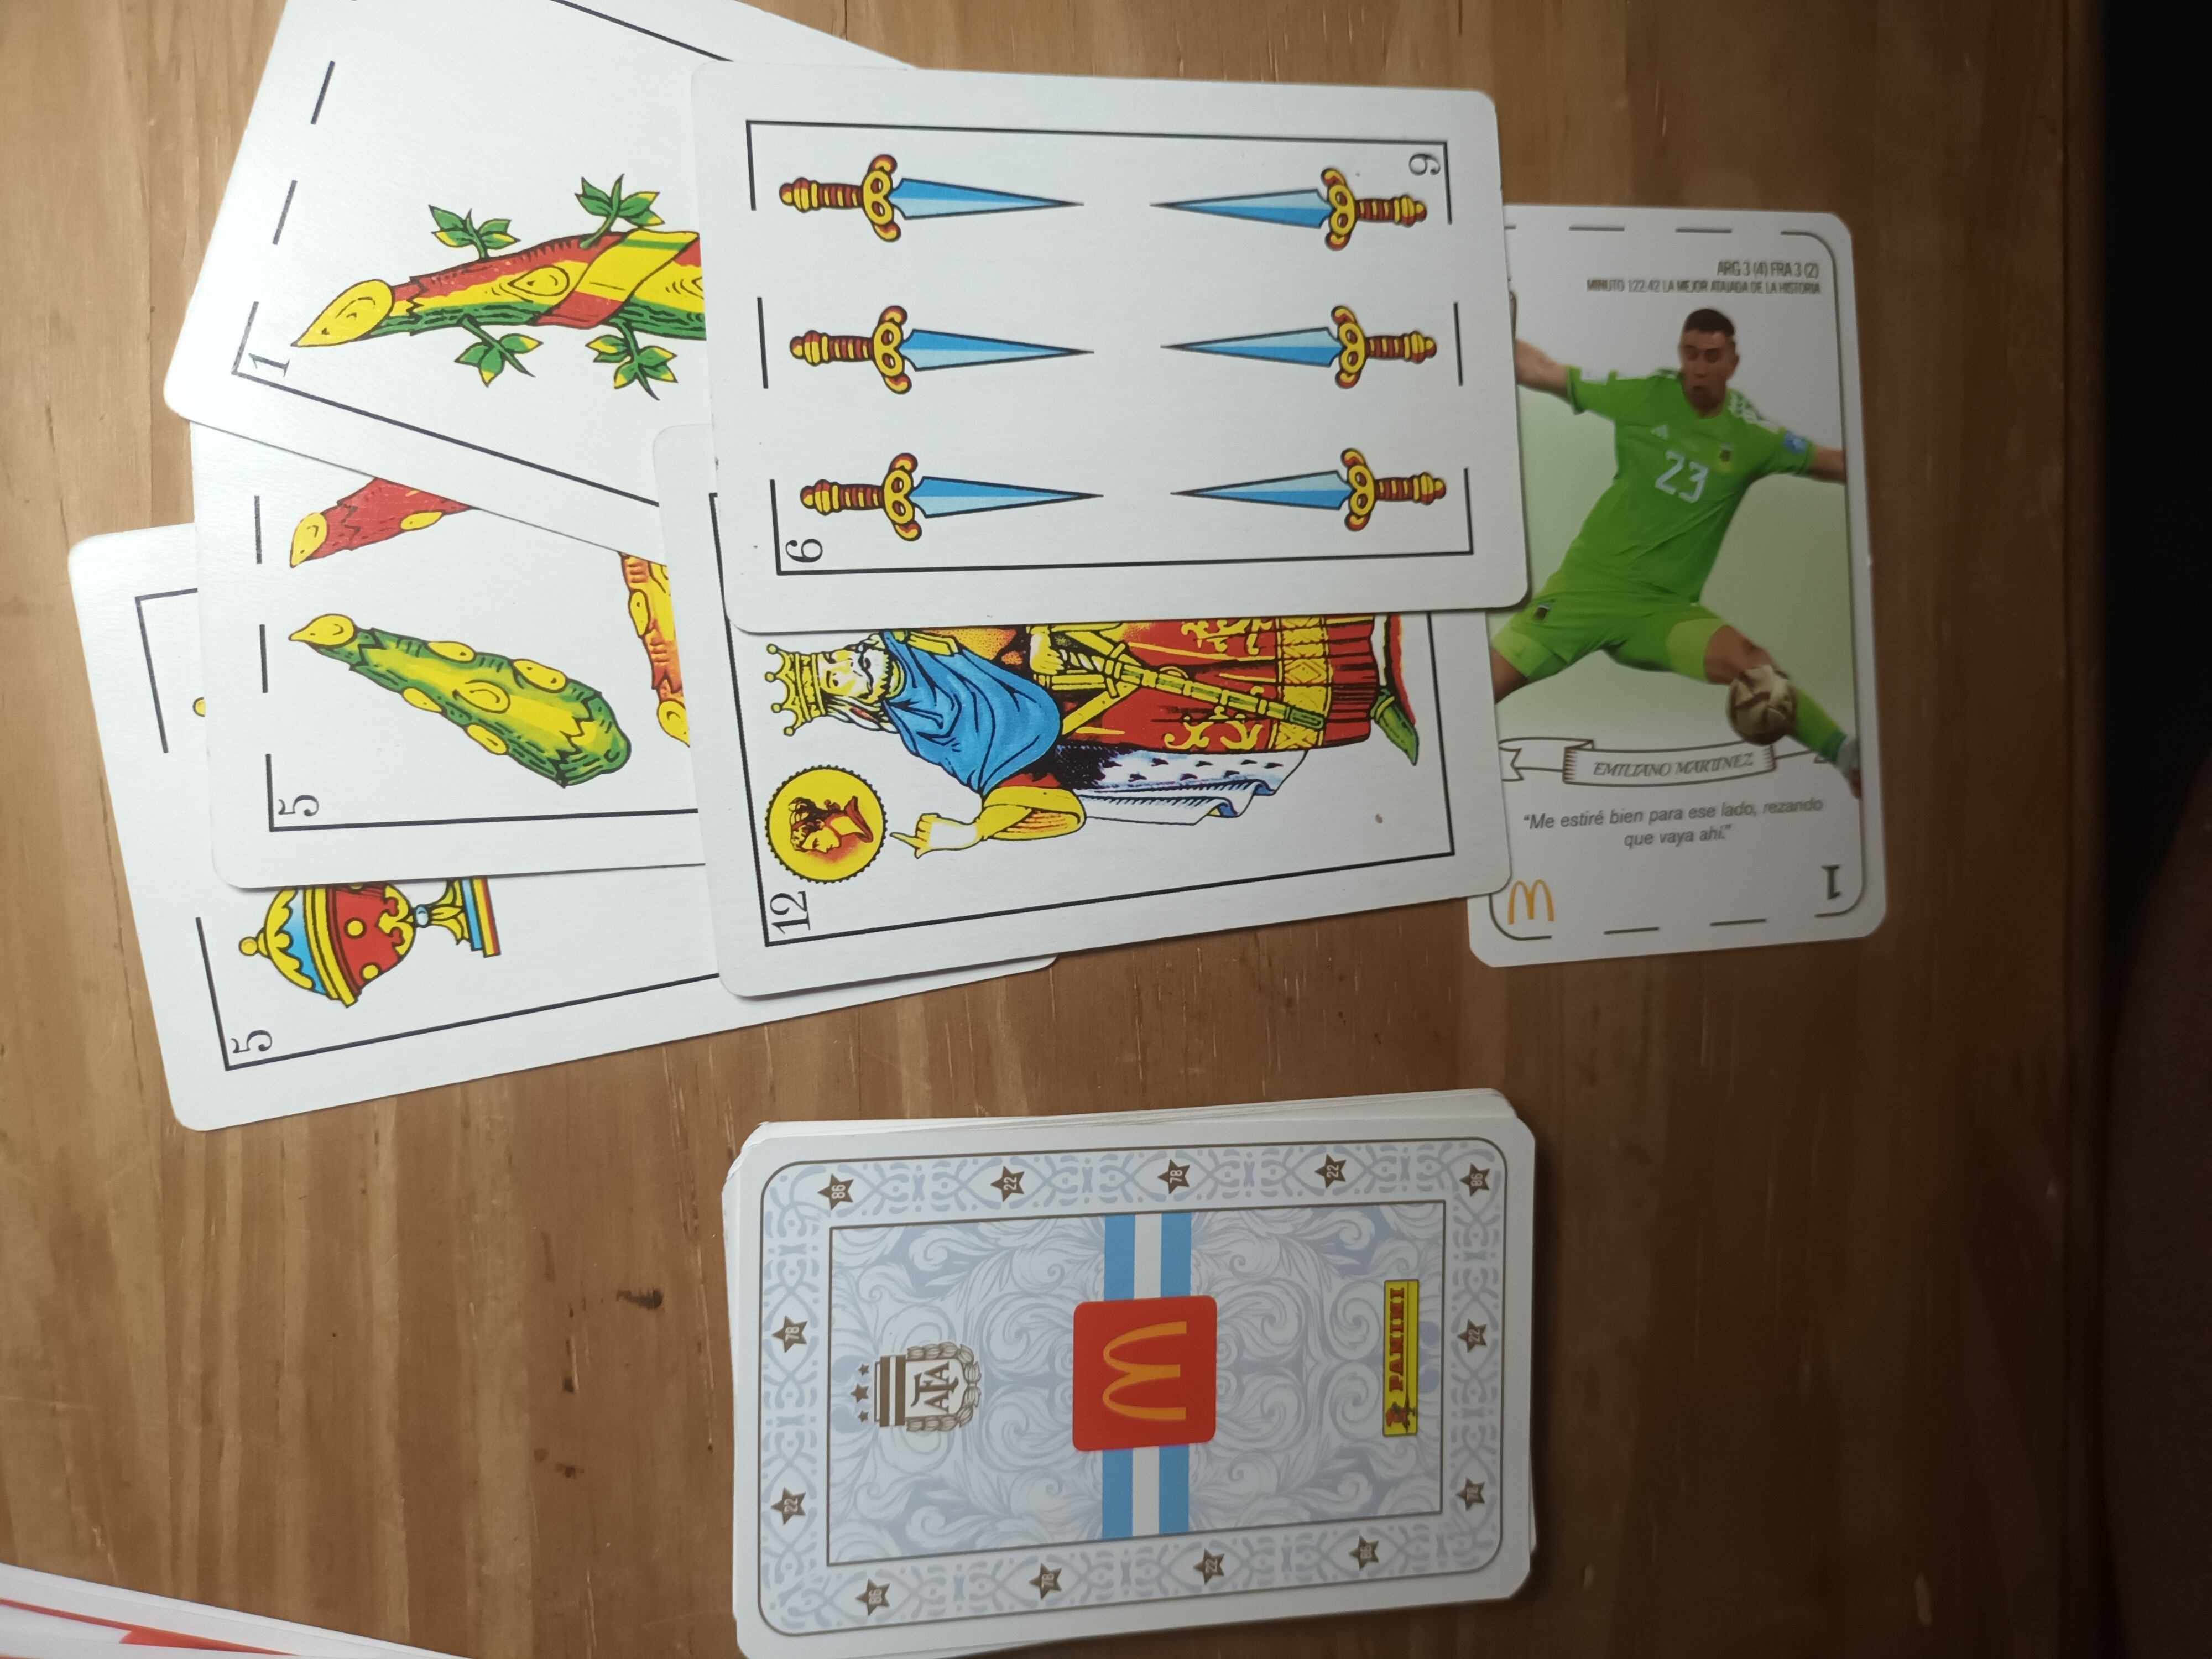 5
5
1
12
6
6
22
78
86
86
22
78
78
22
22
86
78
22
86
AFA
M
PANINI
M
"Me estiré bien para ese lado, rezando
que vaya ahí."
EMILIANO MARTINEZ
23
1
ARG 3 (4) FRA 3 (2)
MINUTO 122:42 LA MEJOR ATAJADA DE LA HISTORIA